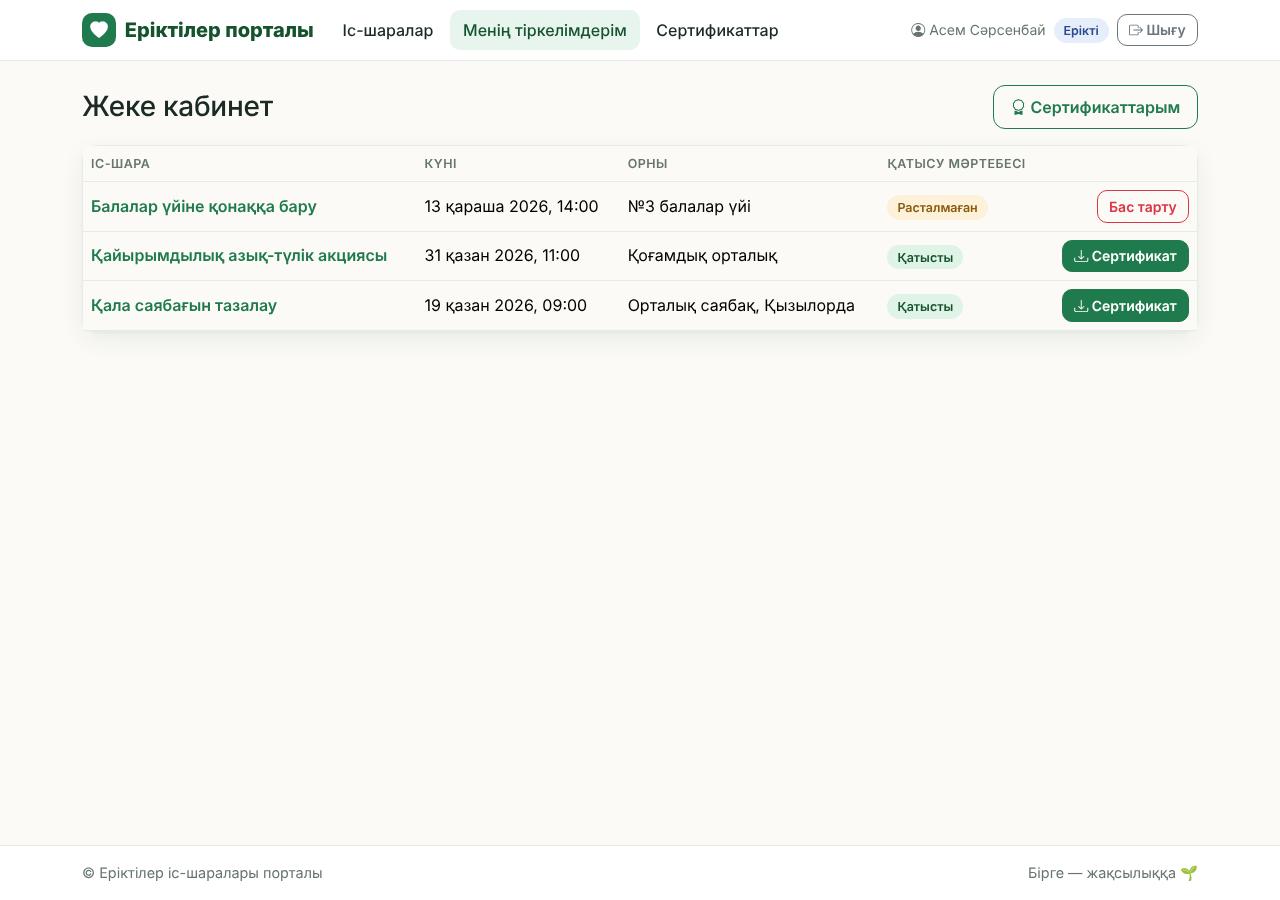 Еріктілер порталы Іс-шаралар Менің тіркелімдерім Сертификаттар Асем Сәрсенбай Ерікті Шығу
Жеке кабинет Сертификаттарым
ІС-ШАРА КҮНІ ОРНЫ ҚАТЫСУ МӘРТЕБЕСІ
Балалар үйіне қонаққа бару 13 қараша 2026, 14:00 №3 балалар үйі Расталмаған Бас тарту
Қайырымдылық азық-түлік акциясы 31 қазан 2026, 11:00 Қоғамдық орталық Қатысты Сертификат
Қала саябағын тазалау 19 қазан 2026, 09:00 Орталық саябақ, Қызылорда Қатысты Сертификат
© Еріктілер іс-шаралары порталы Бірге — жақсылыққа 🌱